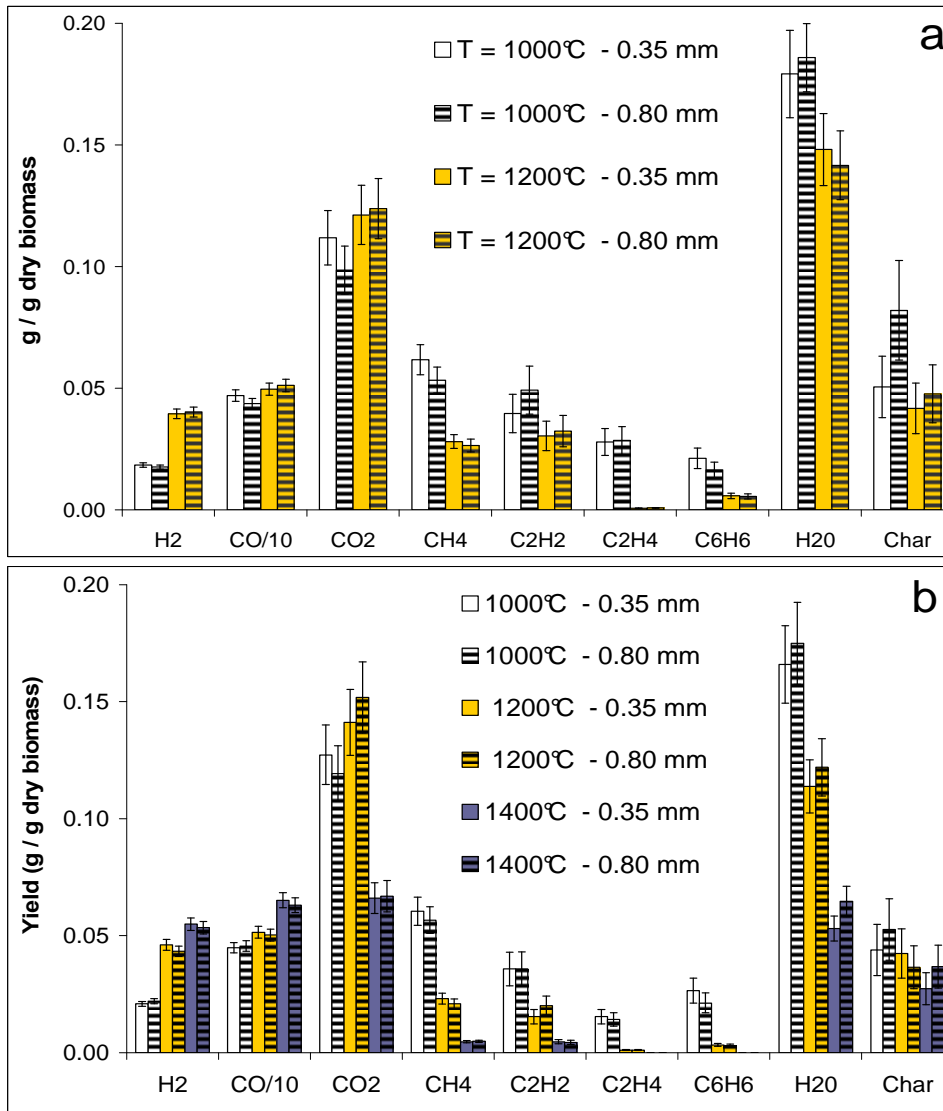 a
0.20
0.15
0.10
0.05
0.00
g / g dry biomass
T = 1000°C - 0.35 mm
T = 1000°C - 0.80 mm
T = 1200°C - 0.35 mm
T = 1200°C - 0.80 mm
H2 CO/10 CO2 CH4 C2H2 C2H4 C6H6 H20 Char
b
0.20
0.15
0.10
0.05
0.00
Yield (g / g dry biomass)
1000°C - 0.35 mm
1000°C - 0.80 mm
1200°C - 0.35 mm
1200°C - 0.80 mm
1400°C - 0.35 mm
1400°C - 0.80 mm
H2 CO/10 CO2 CH4 C2H2 C2H4 C6H6 H20 Char